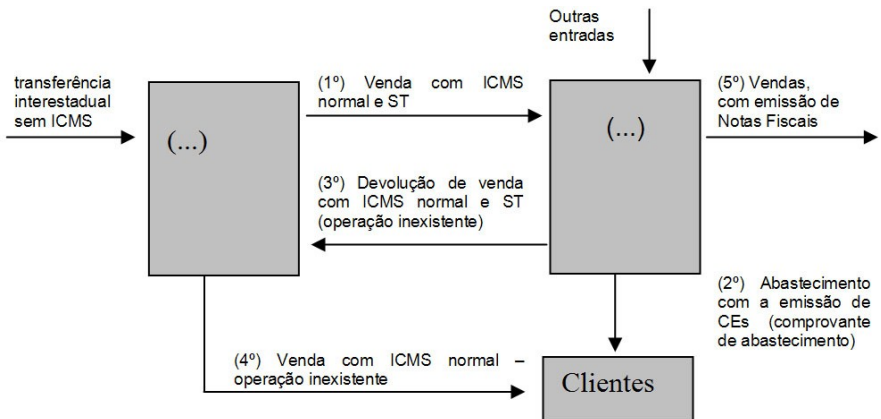 Outras
entradas
transferência
interestadual
sem ICMS
(...)
(1º) Venda com ICMS
normal e ST
(...)
(5º) Vendas,
com emissão de
Notas Fiscais
(3º) Devolução de venda
com ICMS normal e ST
(operação inexistente)
(2º) Abastecimento
com a emissão de
CEs (comprovante
de abastecimento)
(4º) Venda com ICMS normal –
operação inexistente
Clientes